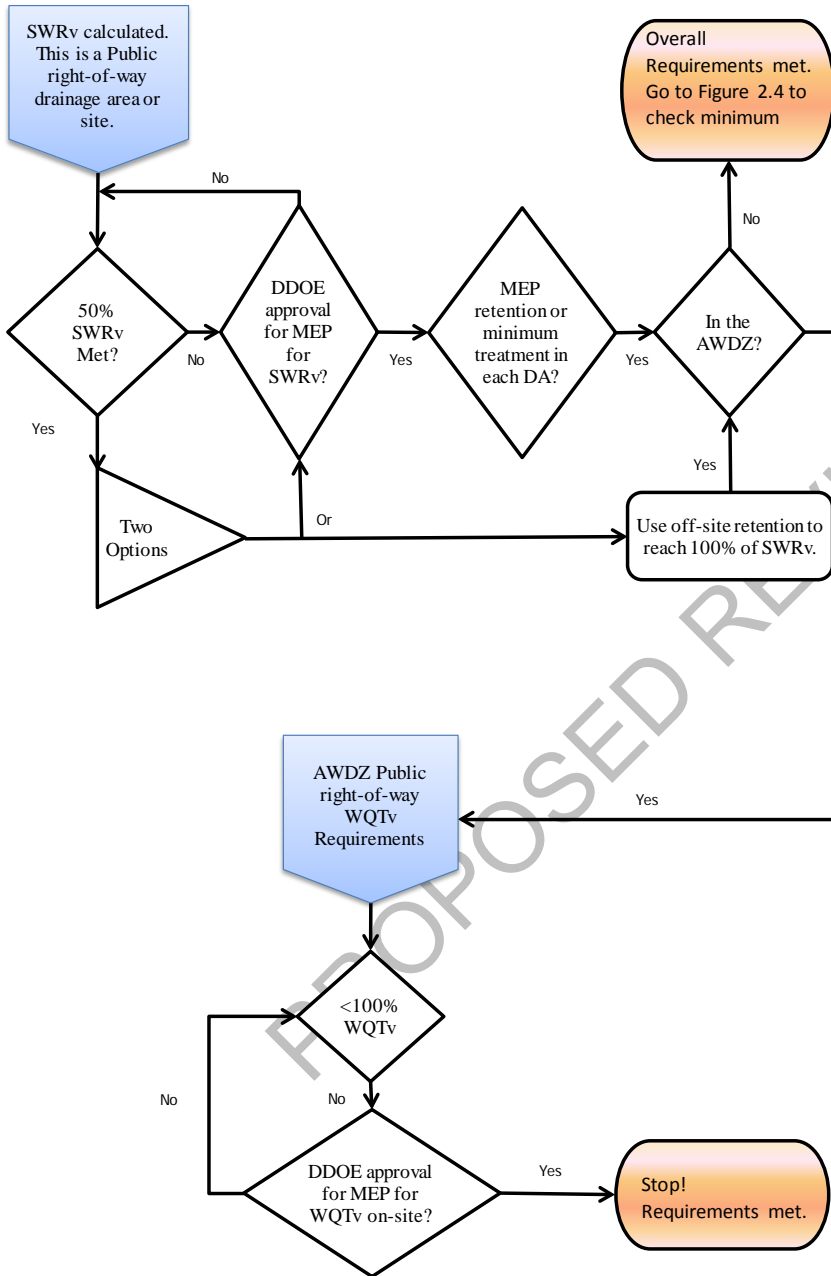 SWRv calculated.
This is a Public
right-of-way
drainage area or
site.
Overall
Requirements met.
Go to Figure 2.4 to
check minimum
No
No
50%
SWRv
Met?
No
DDOE
approval
for MEP
for
SWRv?
Yes
MEP
retention or
minimum
treatment in
each DA?
Yes
In the
AWDZ?
Yes
Yes
Two
Options
Or
Use off-site retention to
reach 100% of SWRv.
PROPOSED
AWDZ Public
right-of-way
WQTv
Requirements
Yes
<100%
WQTv
No
No
DDOE approval
for MEP for
WQTv on-site?
Yes
Stop!
Requirements met.